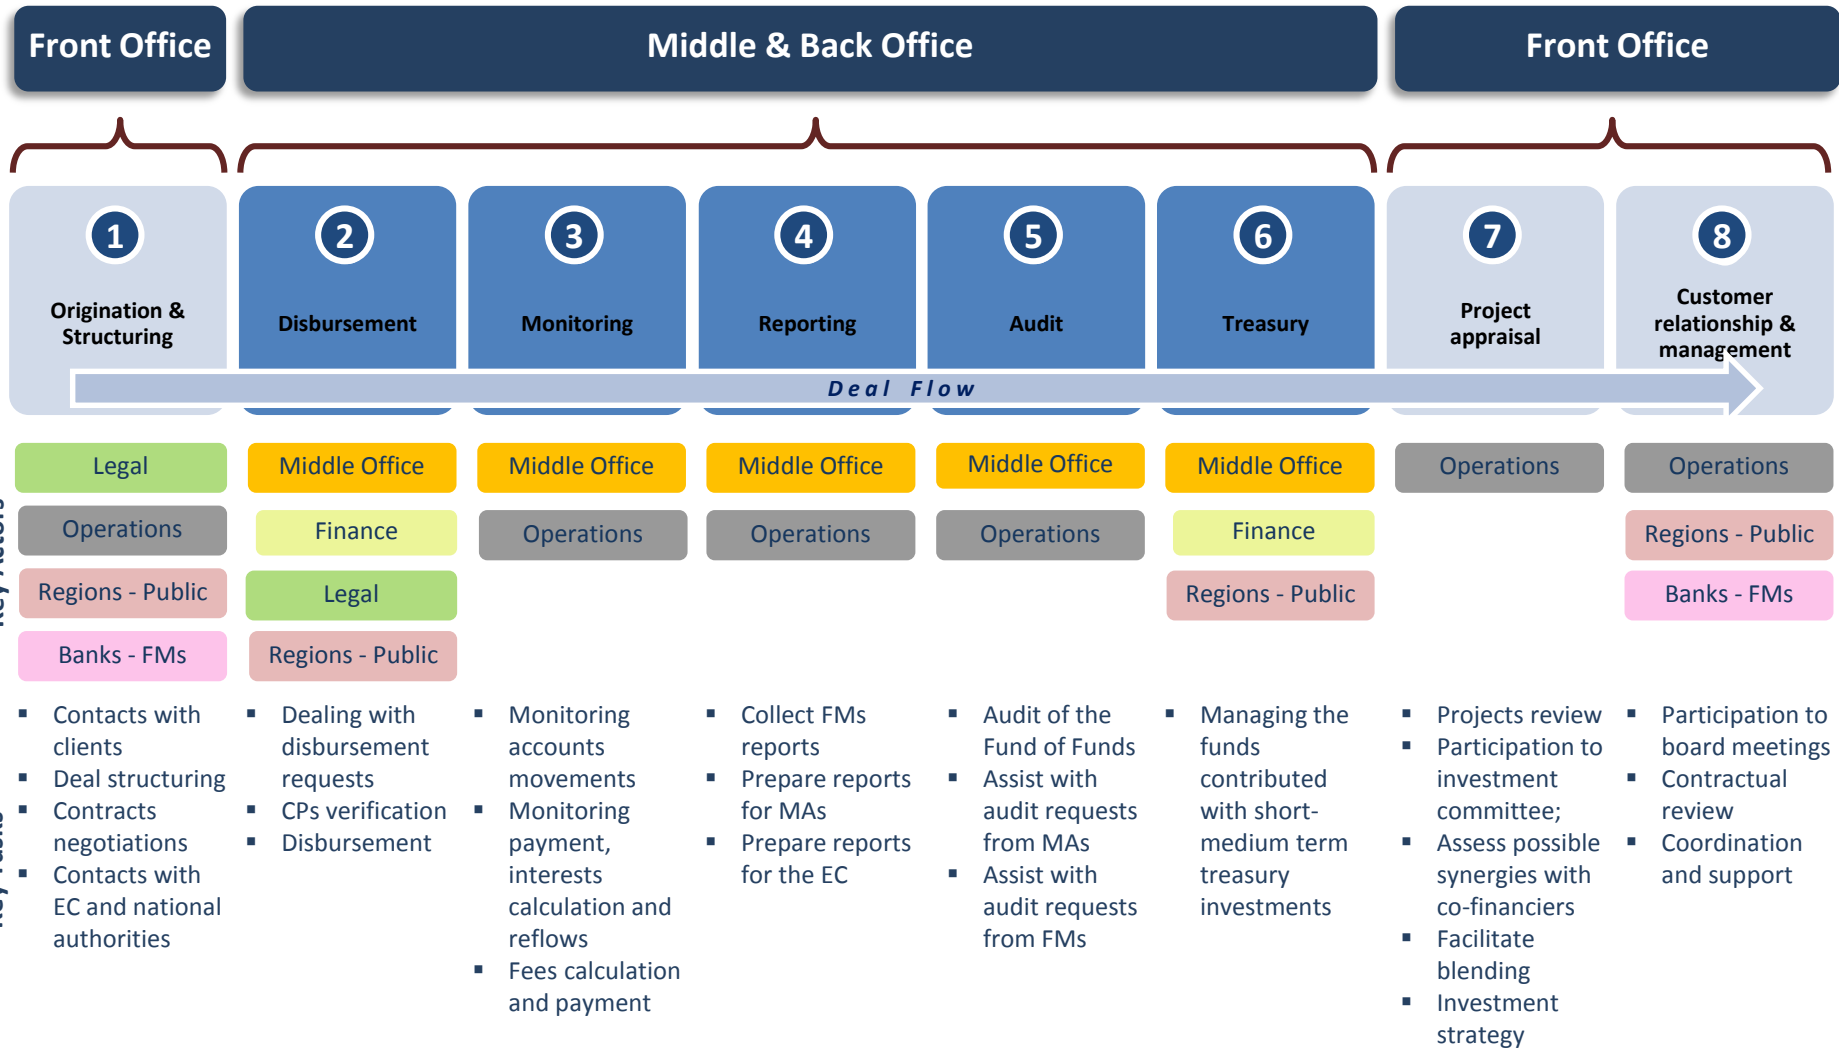 Front Office
Middle & Back Office
Front Office
1
Origination &
Structuring
2
Disbursement
3
Monitoring
4
Reporting
5
Audit
6
Treasury
7
Project
appraisal
8
Customer
relationship &
management
Deal Flow
Key Actors
Legal
Operations
Regions - Public
Banks - FMs
Middle Office
Finance
Legal
Regions - Public
Middle Office
Operations
Middle Office
Operations
Middle Office
Operations
Middle Office
Finance
Regions - Public
Operations
Operations
Regions - Public
Banks - FMs
Key Tasks
▪ Contacts with
clients
▪ Deal structuring
▪ Contracts
negotiations
▪ Contacts with
EC and national
authorities
▪ Dealing with
disbursement
requests
▪ CPs verification
▪ Disbursement
▪ Monitoring
accounts
movements
▪ Monitoring
payment,
interests
calculation and
reflows
▪ Fees calculation
and payment
▪ Collect FMs
reports
▪ Prepare reports
for MAs
▪ Prepare reports
for the EC
▪ Audit of the
Fund of Funds
▪ Assist with
audit requests
from MAs
▪ Assist with
audit requests
from FMs
▪ Managing the
funds
contributed
with short-
medium term
treasury
investments
▪ Projects review
▪ Participation to
investment
committee;
▪ Assess possible
synergies with
co-financiers
▪ Facilitate
blending
▪ Investment
strategy
▪ Participation to
board meetings
▪ Contractual
review
▪ Coordination
and support